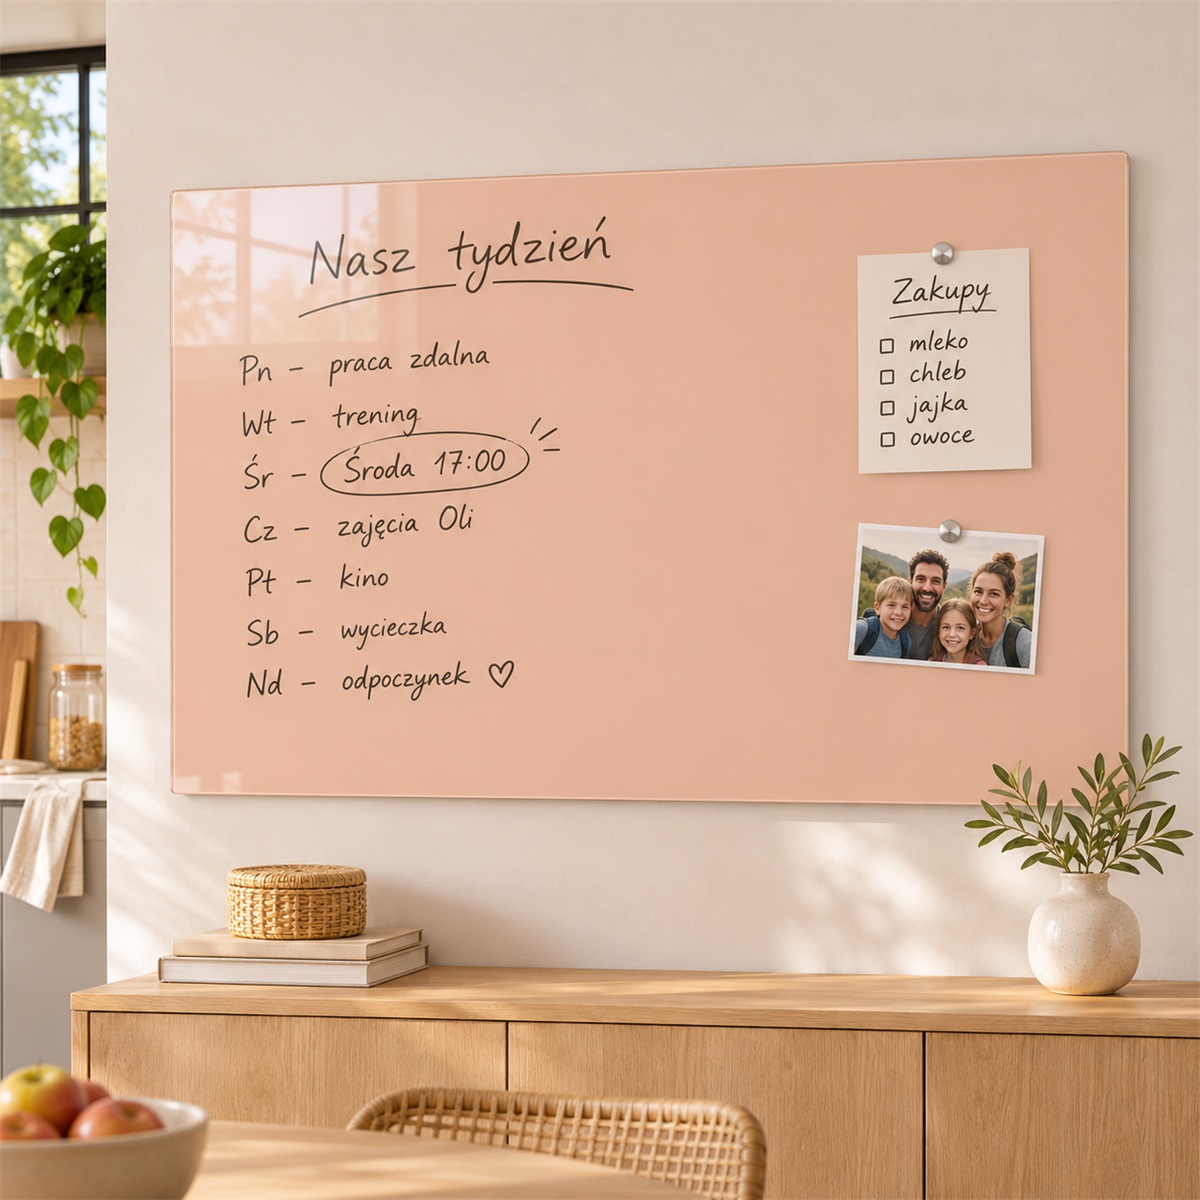 Nasz tydzień
Pn – praca zdalna
Wt – trening
Śr – Środa 17:00
Cz – zajęcia Oli
Pt – kino
Sb – wycieczka
Nd – odpoczynek ♡
Zakupy
☐ mleko
☐ chleb
☐ jajka
☐ owoce